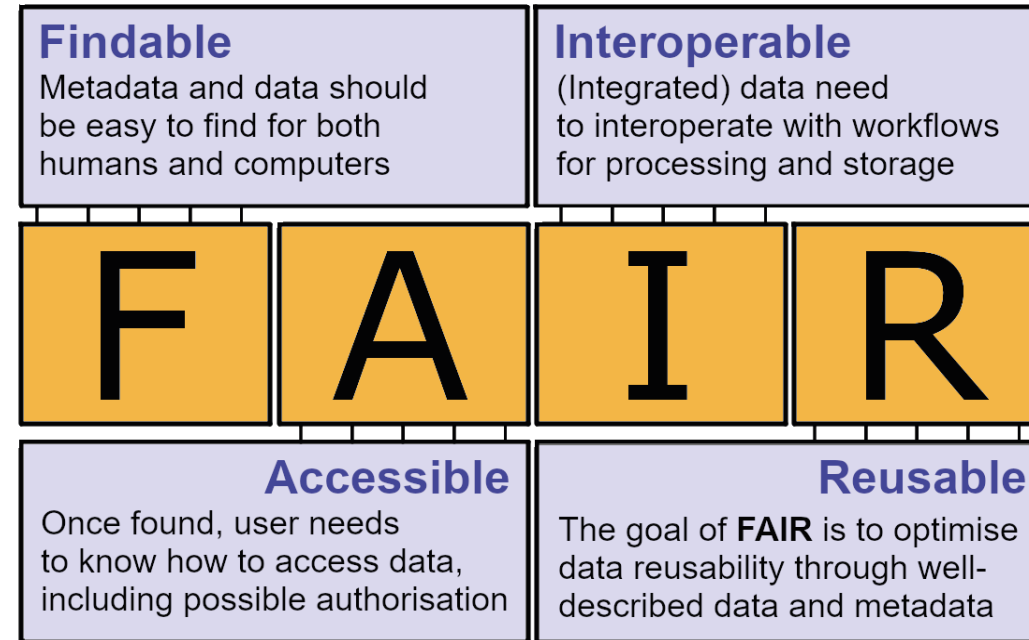 Findable
Metadata and data should
be easy to find for both
humans and computers
Interoperable
(Integrated) data need
to interoperate with workflows
for processing and storage
F A I R
Accessible
Once found, user needs
to know how to access data,
including possible authorisation
Reusable
The goal of FAIR is to optimise
data reusability through well-
described data and metadata